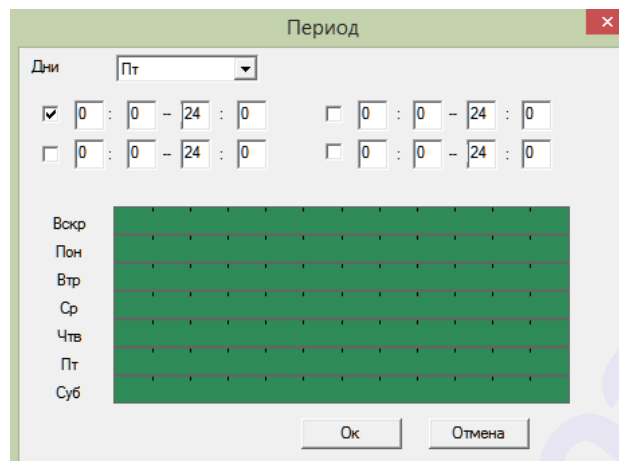 Период
Дни Пт
0 : 0 - 24 : 0 0 : 0 - 24 : 0
0 : 0 - 24 : 0 0 : 0 - 24 : 0
Вскр
Пон
Втр
Ср
Чтв
Пт
Суб
Ок Отмена